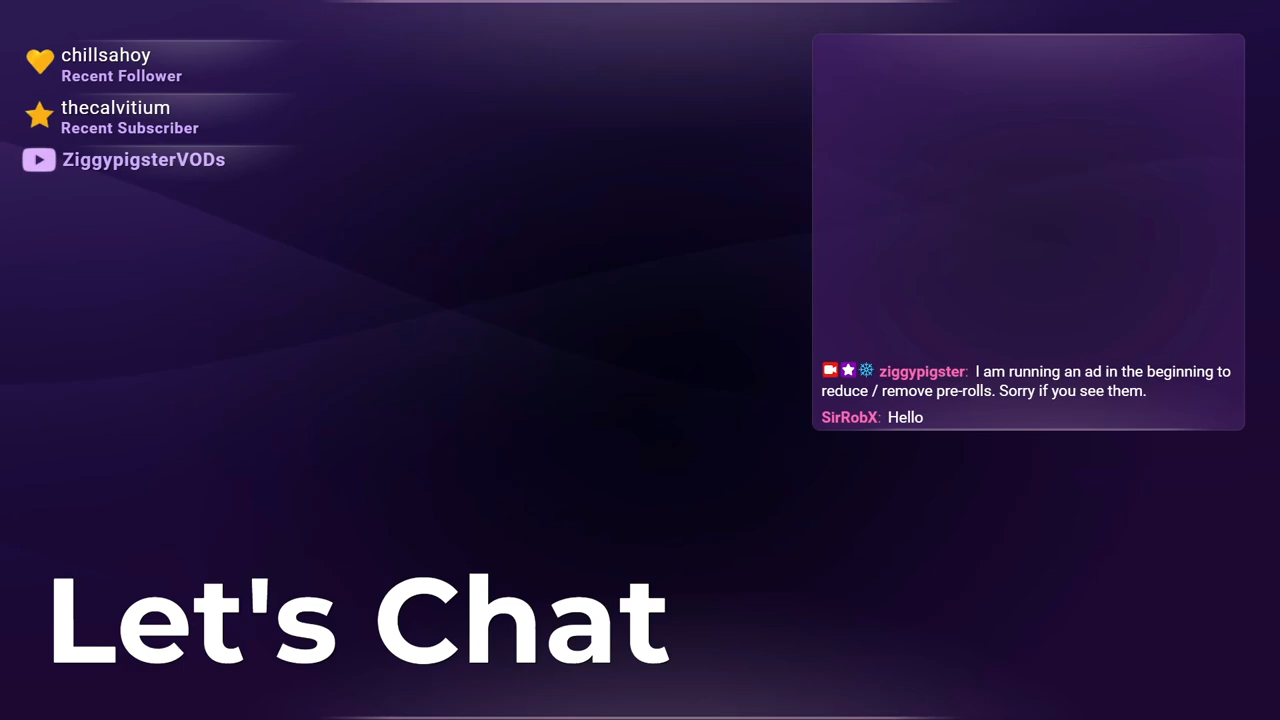 chillsahoy
Recent Follower
thecalvitium
Recent Subscriber
ZiggypigsterVODs
ziggypigster: I am running an ad in the beginning to
reduce / remove pre-rolls. Sorry if you see them.
SirRobX: Hello
Let's Chat